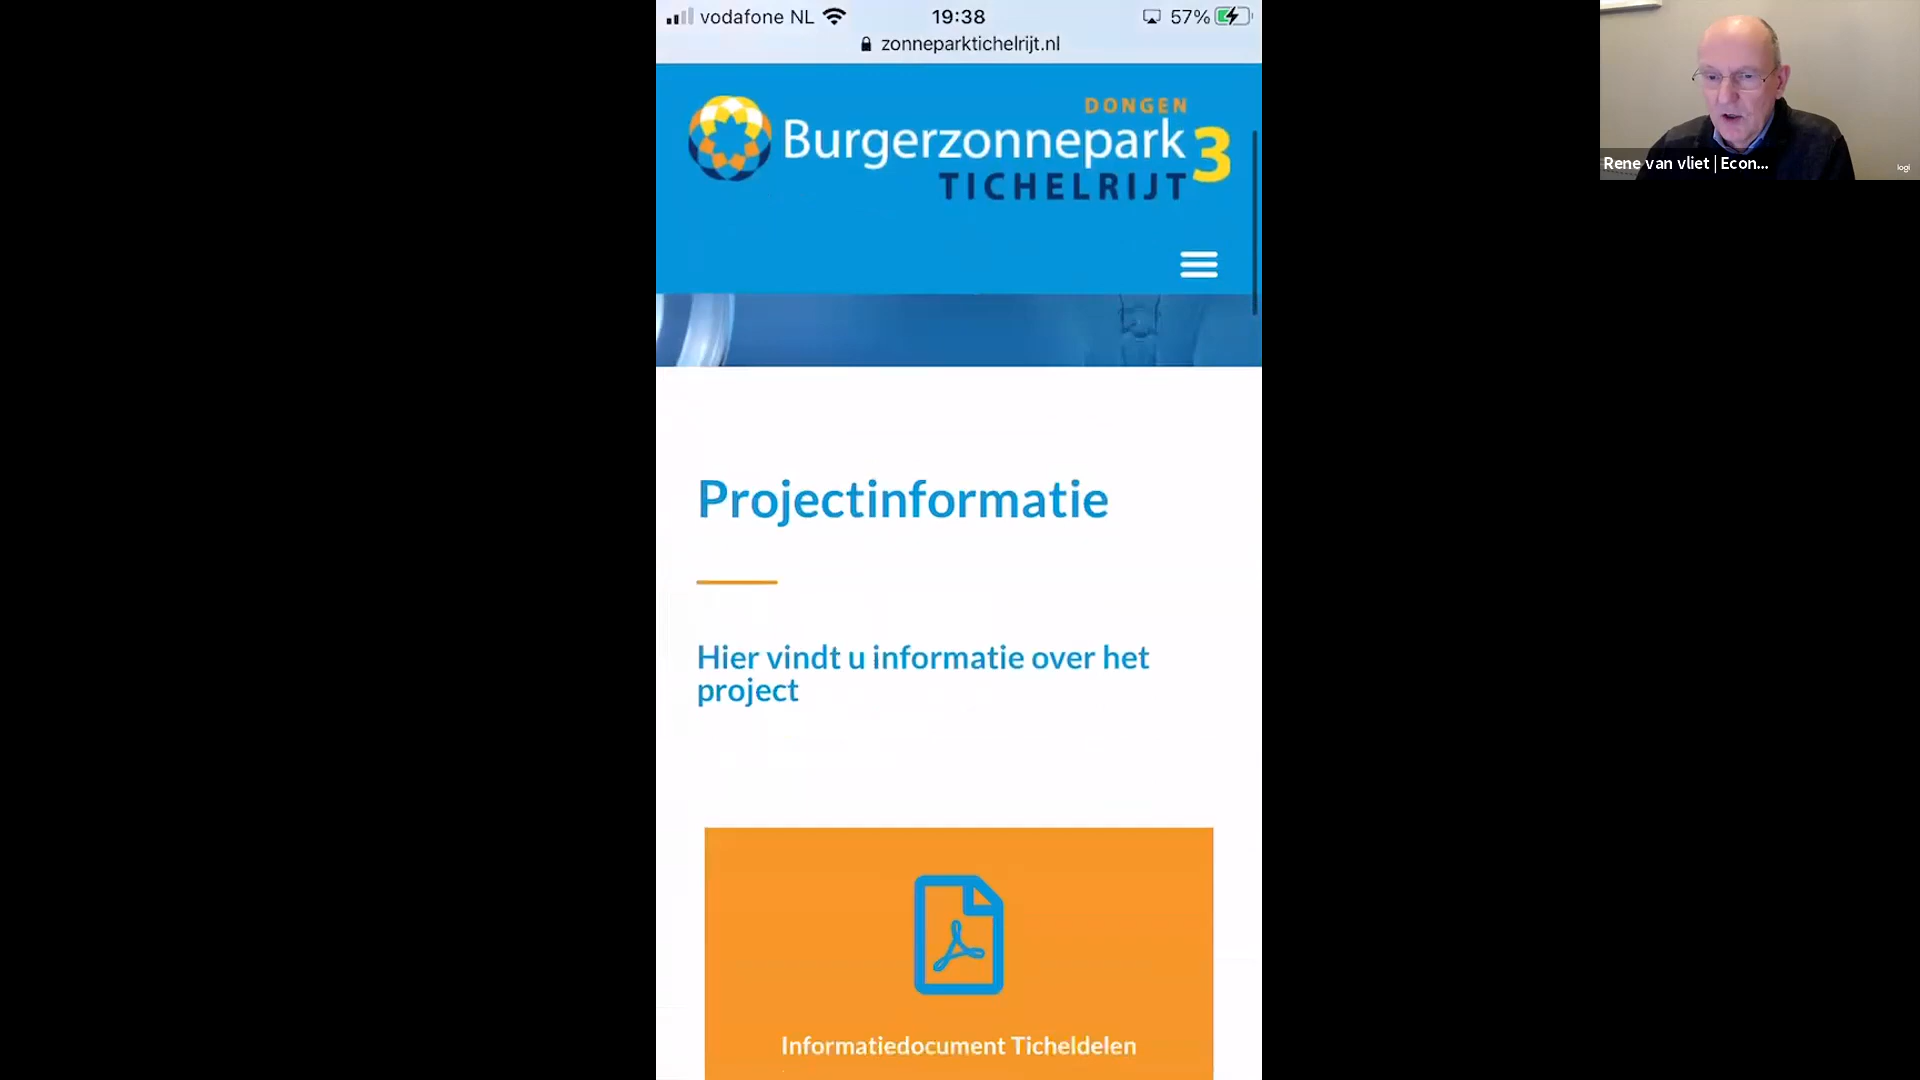 vodafone NL
19:38
57%
zonneparktichelrijt.nl
DONGEN
Burgerzonnepark 3
TICHELRIJT
Projectinformatie
Hier vindt u informatie over het
project
Informatiedocument Ticheldelen
Rene van vliet | Econ...
logi